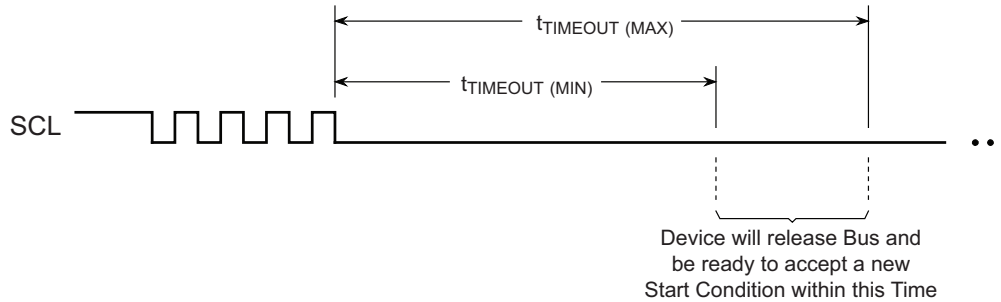 tTIMEOUT (MAX)
tTIMEOUT (MIN)
SCL
Device will release Bus and
be ready to accept a new
Start Condition within this Time